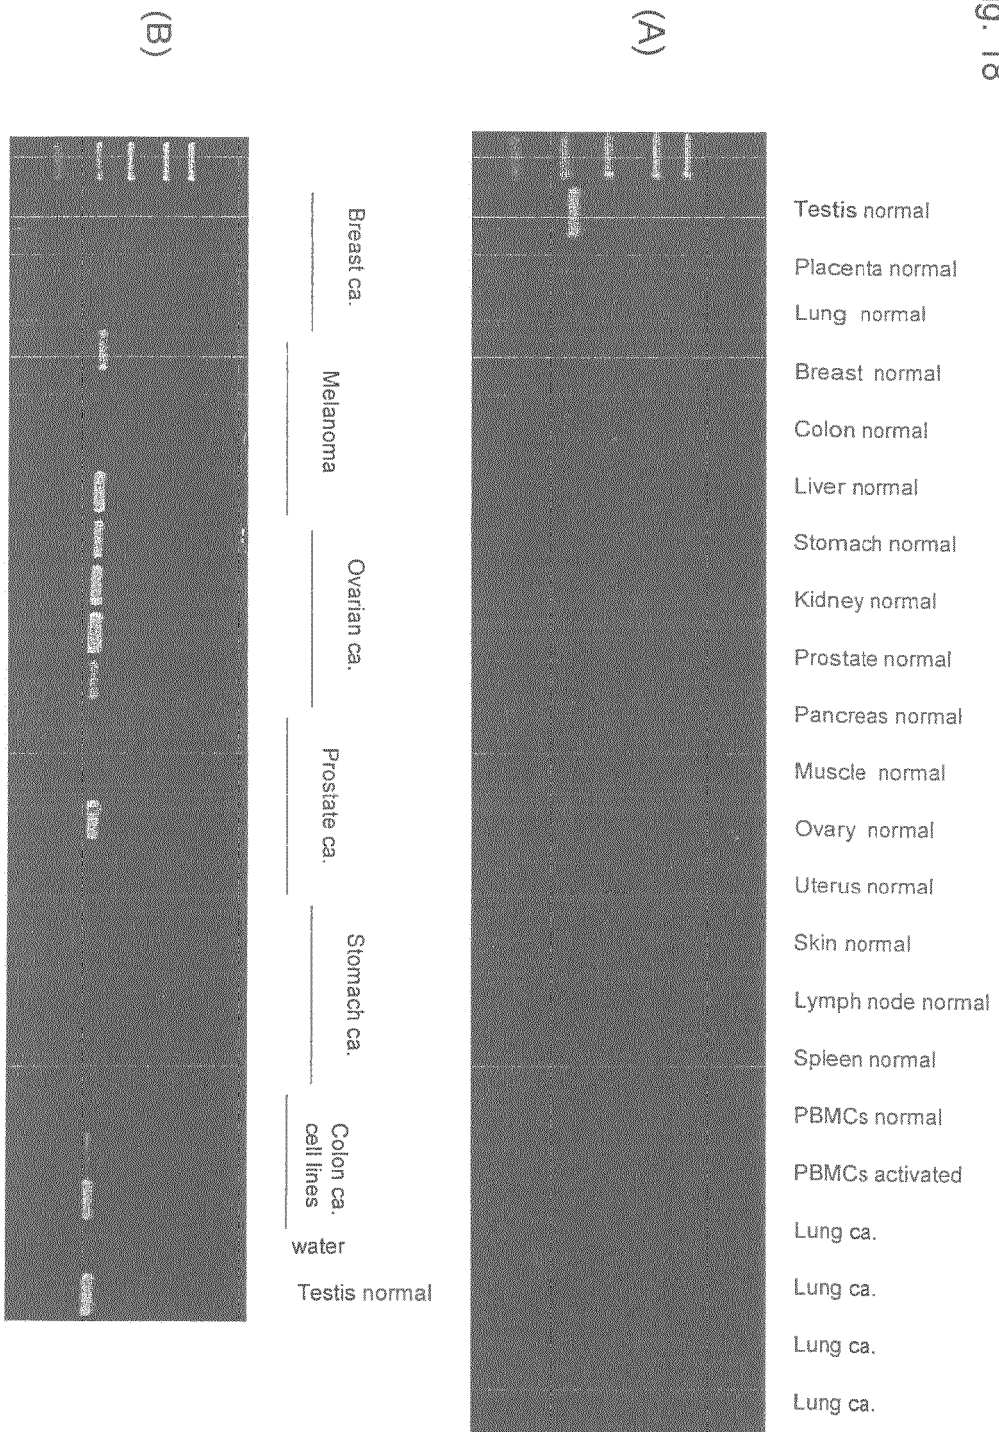 Fig. 18
(A)
Testis normal
Placenta normal
Lung normal
Breast normal
Colon normal
Liver normal
Stomach normal
Kidney normal
Prostate normal
Pancreas normal
Muscle normal
Ovary normal
Uterus normal
Skin normal
Lymph node normal
Spleen normal
PBMCs normal
PBMCs activated
Lung ca.
Lung ca.
Lung ca.
Lung ca.
(B)
Breast ca.
Melanoma
Ovarian ca.
Prostate ca.
Stomach ca.
Colon ca.
cell lines
water
Testis normal